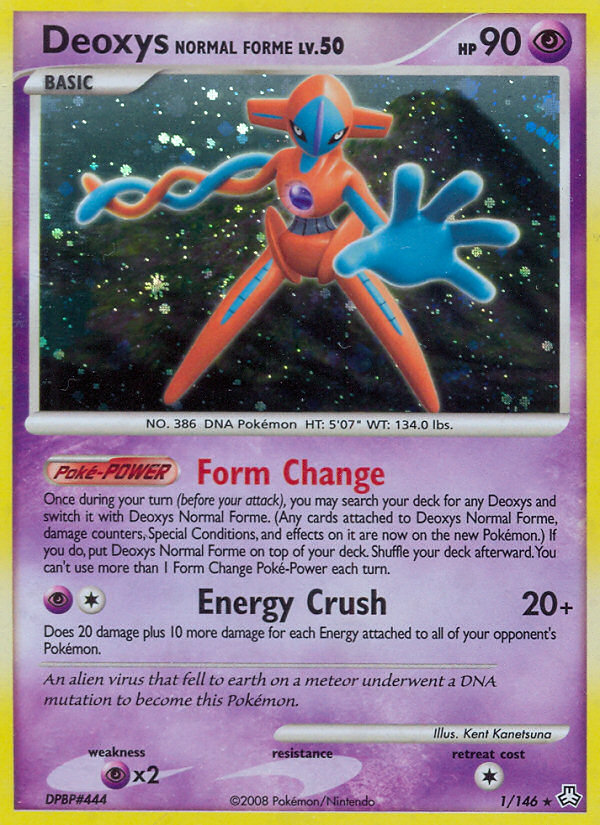 Deoxys NORMAL FORME LV.50 HP 90
BASIC
NO. 386 DNA Pokémon HT: 5'07" WT: 134.0 lbs.
Poké-POWER Form Change
Once during your turn (before your attack), you may search your deck for any Deoxys and
switch it with Deoxys Normal Forme. (Any cards attached to Deoxys Normal Forme,
damage counters, Special Conditions, and effects on it are now on the new Pokémon.) If
you do, put Deoxys Normal Forme on top of your deck. Shuffle your deck afterward. You
can't use more than 1 Form Change Poké-Power each turn.
Energy Crush 20+
Does 20 damage plus 10 more damage for each Energy attached to all of your opponent's
Pokémon.
An alien virus that fell to earth on a meteor underwent a DNA
mutation to become this Pokémon.
Illus. Kent Kanetsuna
weakness resistance retreat cost
x2
DPBP#444 ©2008 Pokémon/Nintendo 1/146 ★